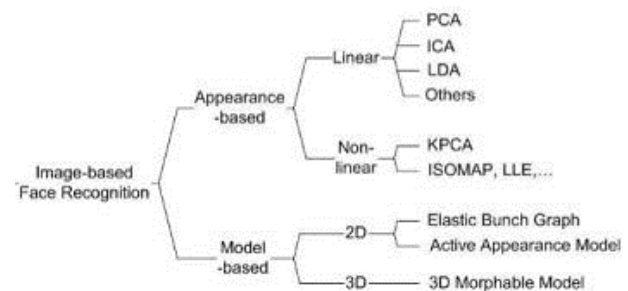 PCA
ICA
Linear
LDA
Appearance
-based
Others
Non-
linear
KPCA
ISOMAP, LLE,...
Image-based
Face Recognition
Elastic Bunch Graph
2D
Active Appearance Model
Model
-based
3D
3D Morphable Model